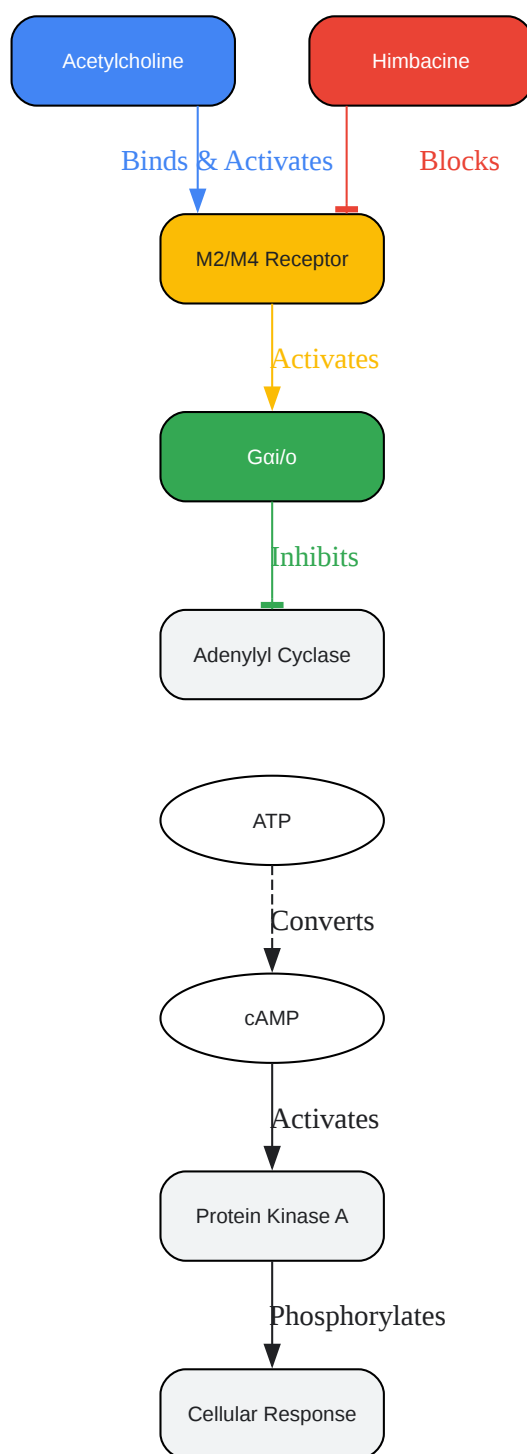 Acetylcholine
Himbacine
Binds & Activates
Blocks
M2/M4 Receptor
Activates
Gαi/o
Inhibits
Adenylyl Cyclase
ATP
Converts
cAMP
Activates
Protein Kinase A
Phosphorylates
Cellular Response